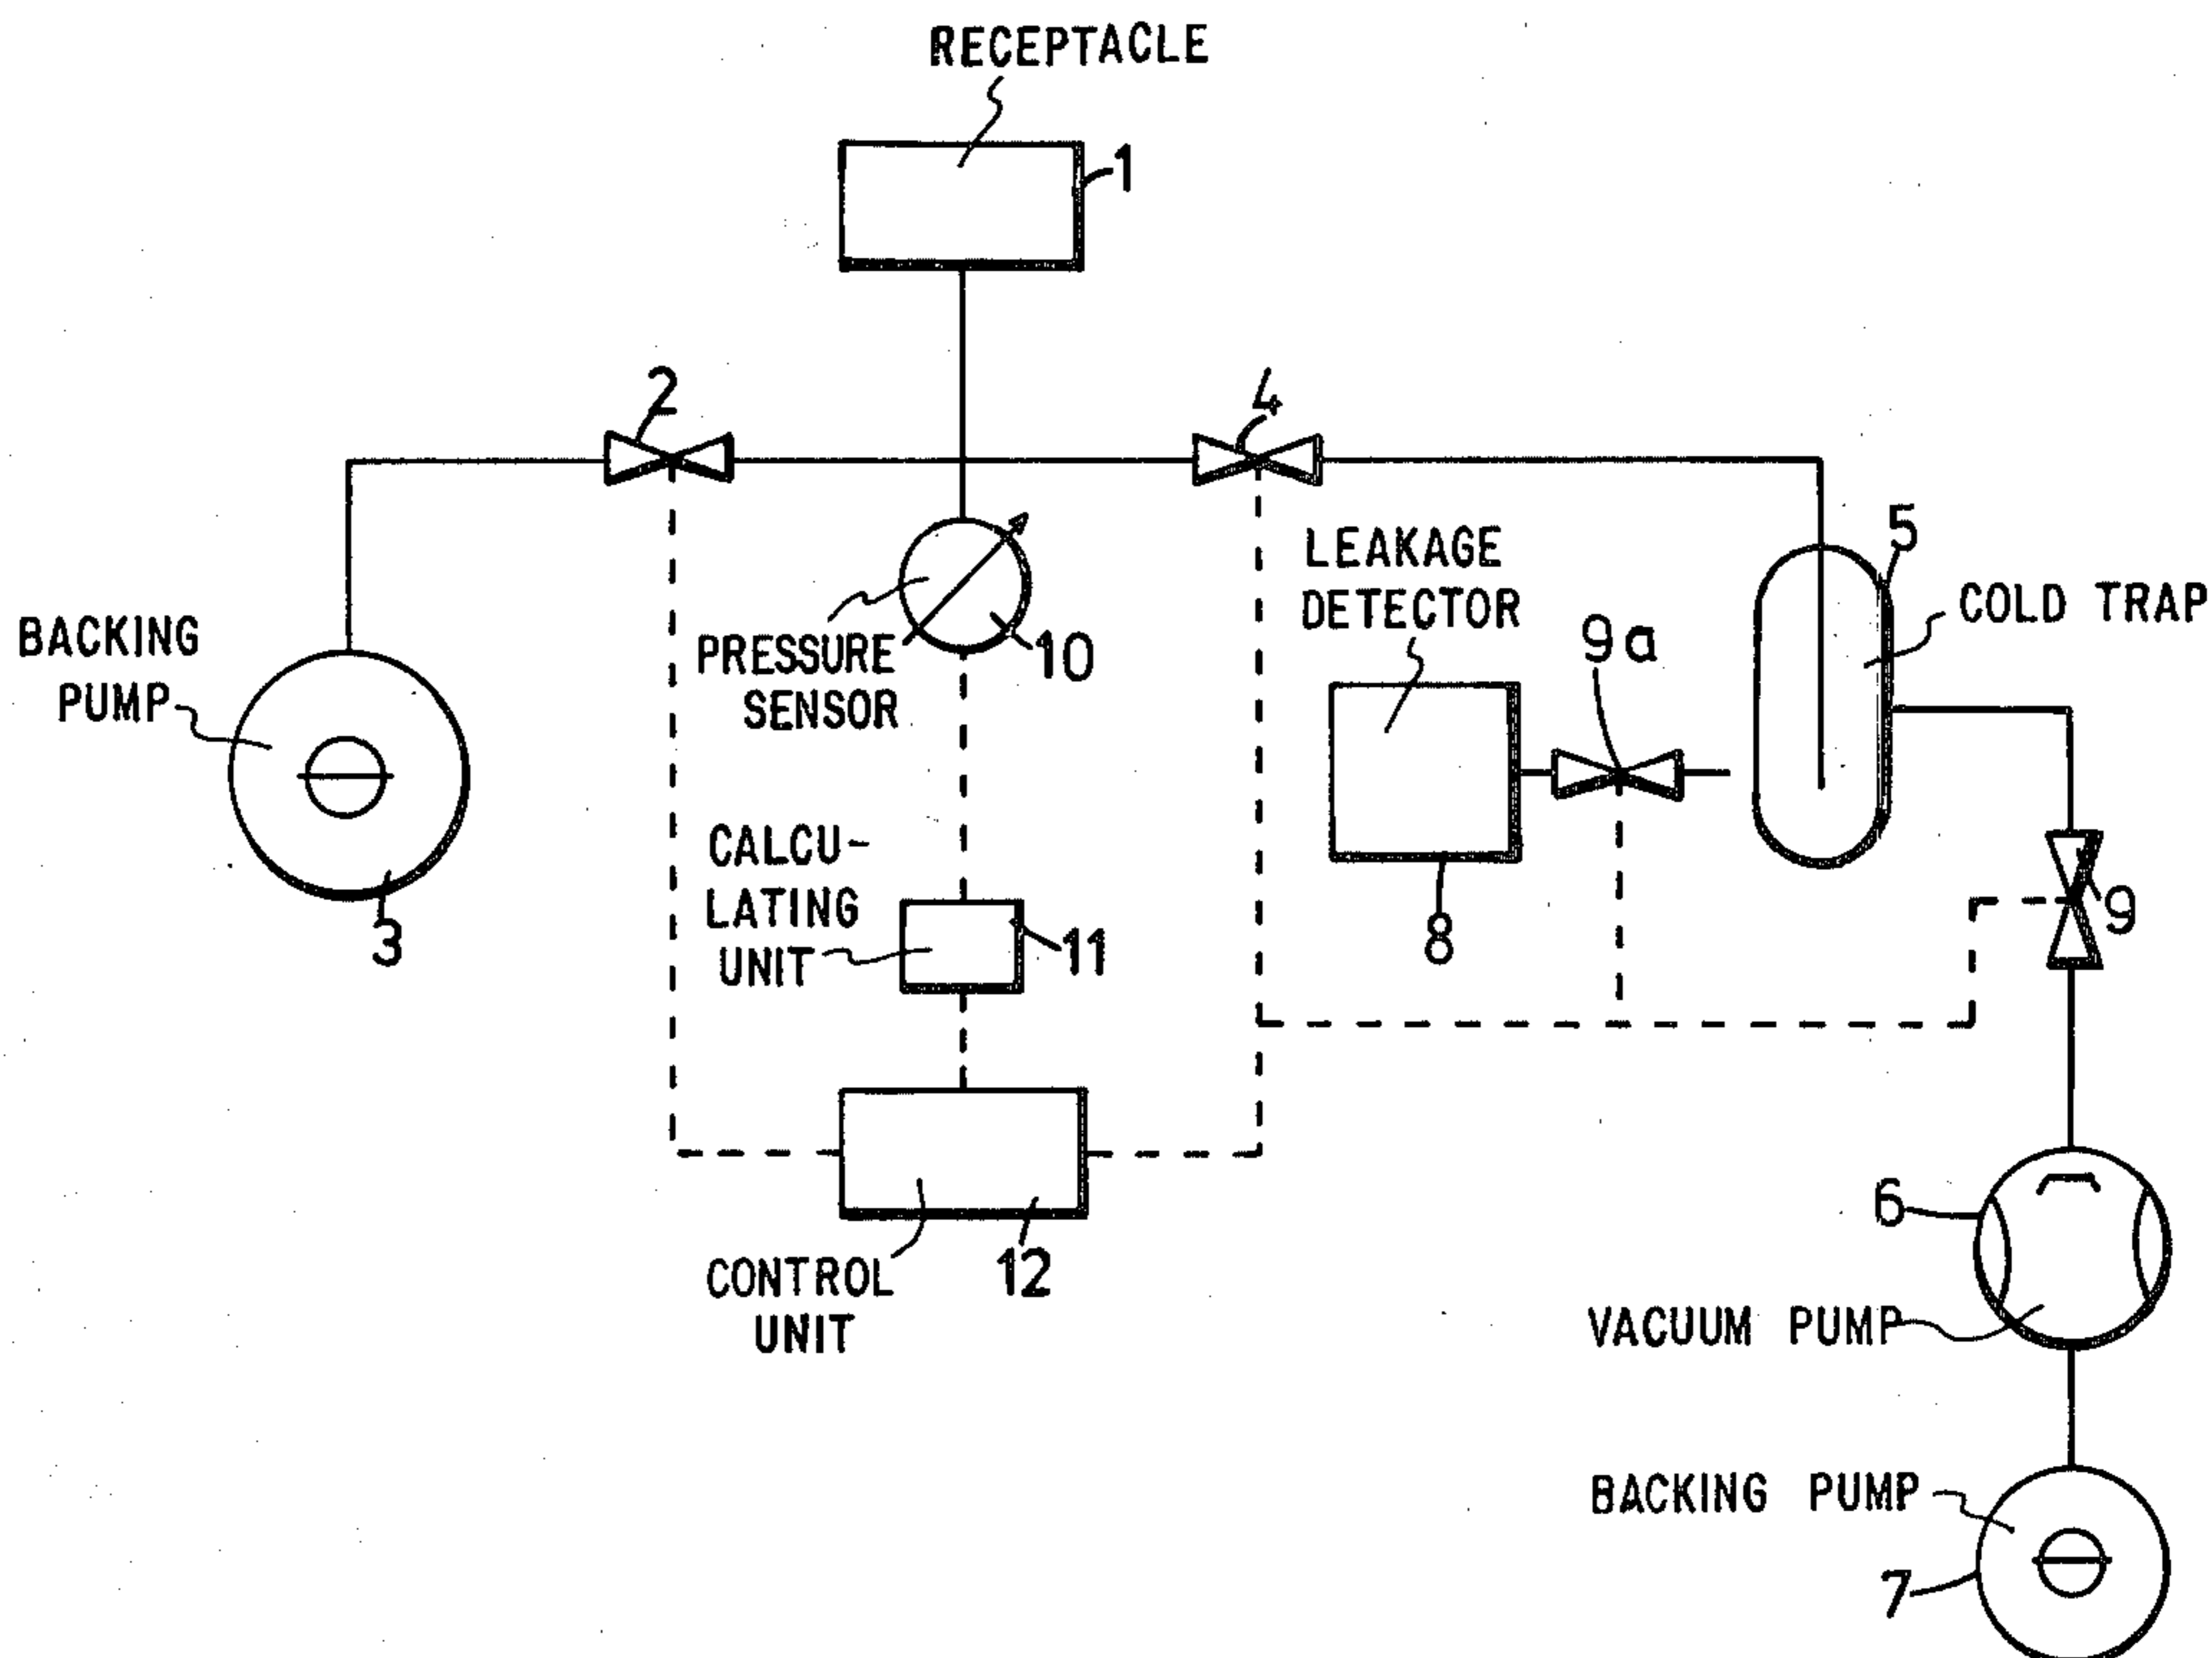 RECEPTACLE
1
2
4
5
LEAKAGE
DETECTOR
COLD TRAP
9a
BACKING
PUMP
PRESSURE
SENSOR
10
CALCU-
LATING
UNIT
11
3
8
9
6
CONTROL
UNIT
12
VACUUM PUMP
BACKING PUMP
7